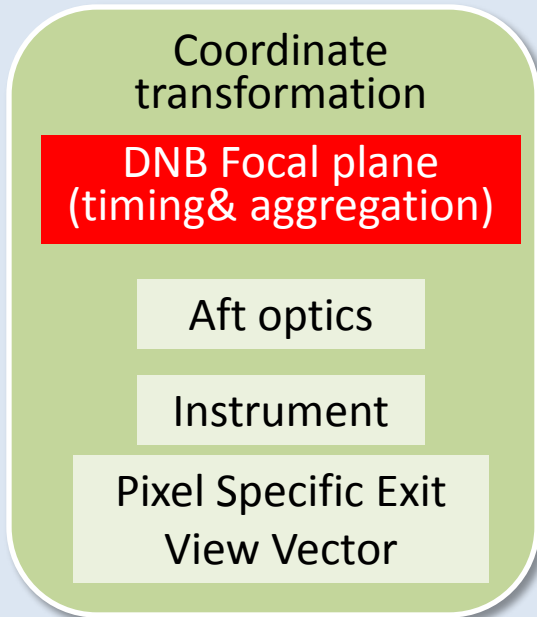 Coordinate
transformation
DNB Focal plane
(timing& aggregation)
Aft optics
Instrument
Pixel Specific Exit
View Vector